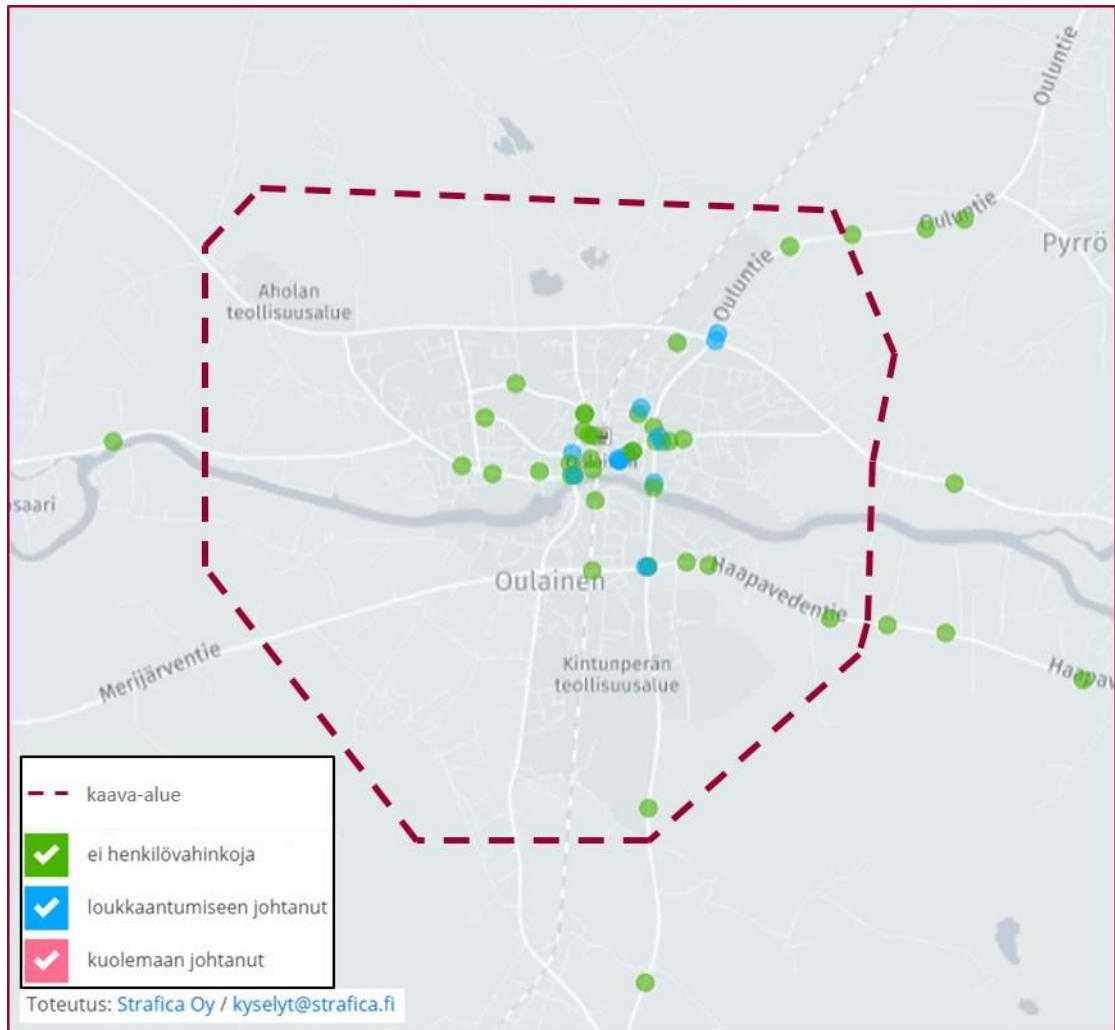 Ouluntie
Ouluntie
Pyrrö
Ouluntie
Aholan
teollisuusalue
saari
Oulainen
Haapavedentie
Kintunperän
teollisuusalue
Merijärventie
Haapav
kaava-alue
ei henkilövahinkoja
loukkaantumiseen johtanut
kuolemaan johtanut
Toteutus: Strafica Oy / kyselyt@strafica.fi